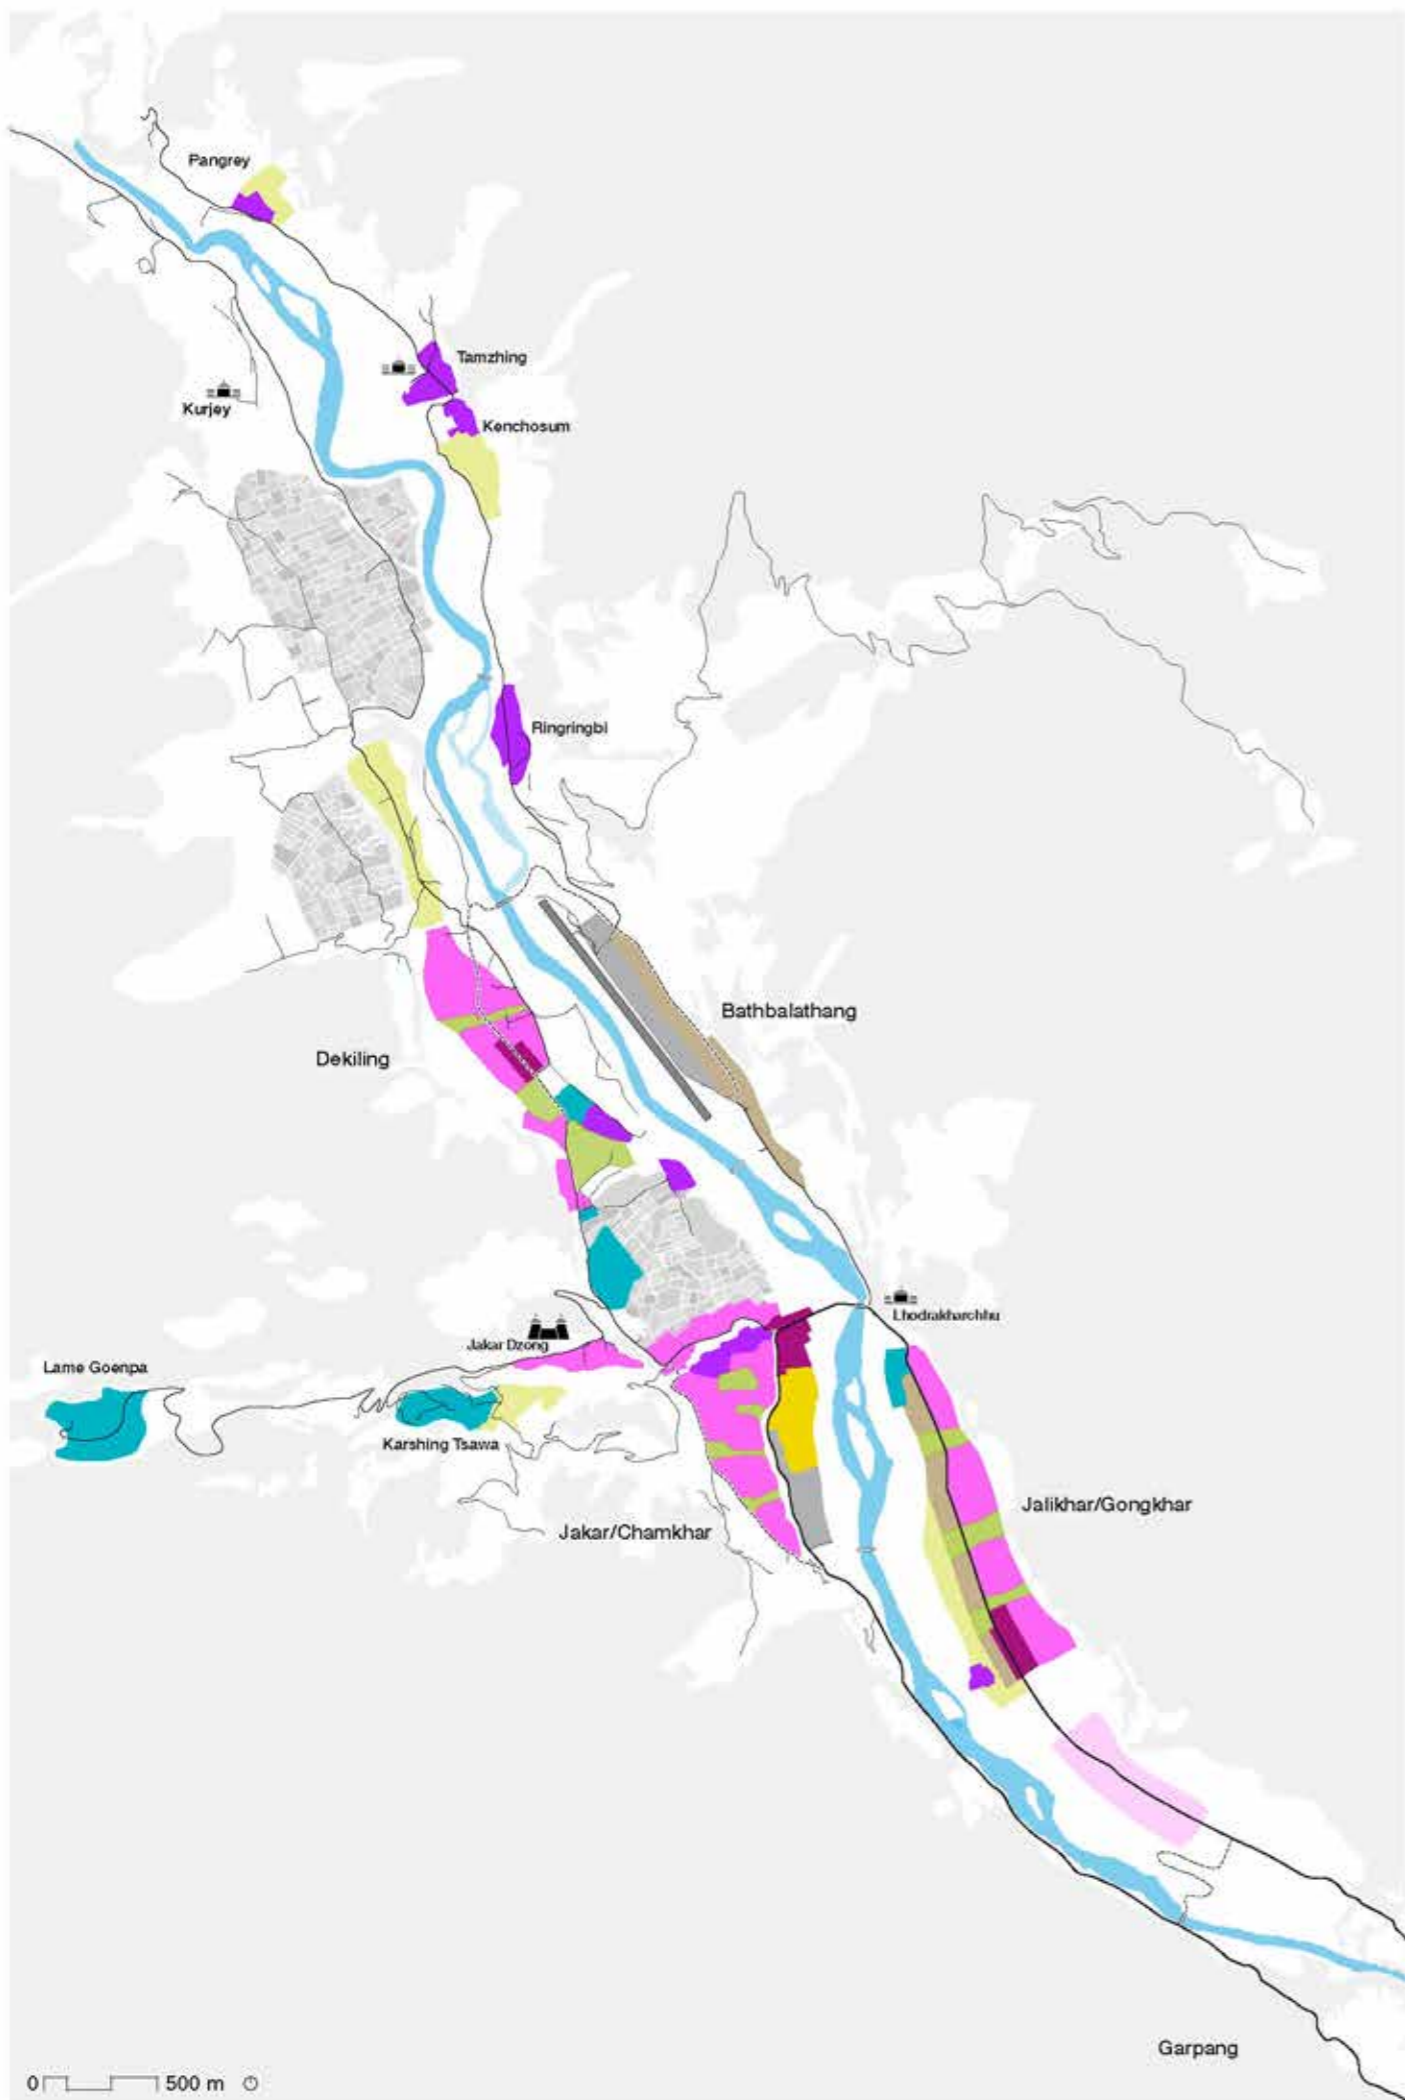 Pangrey
Tamzhing
Kurjey
Kenchosum
Ringringbi
Bathbalathang
Dekiling
Lhodrakharchhu
Jakar Dzong
Lame Goenpa
Karshing Tsawa
Jalikhar/Gongkhar
Jakar/Chamkhar
Garpang
0 500 m